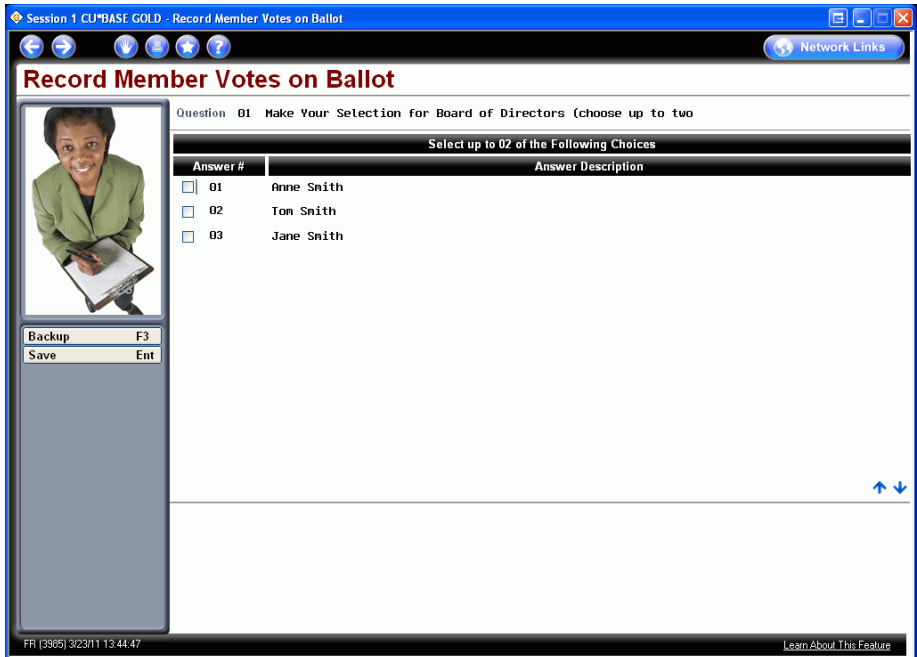 Session 1 CU*BASE GOLD - Record Member Votes on Ballot
Network Links
Record Member Votes on Ballot
Question 01 Make Your Selection for Board of Directors (choose up to two
Select up to 02 of the Following Choices
Answer # Answer Description
01 Anne Smith
02 Tom Smith
03 Jane Smith
Backup F3
Save Ent
FR (3985) 3/23/11 13:44:47
Learn About This Feature